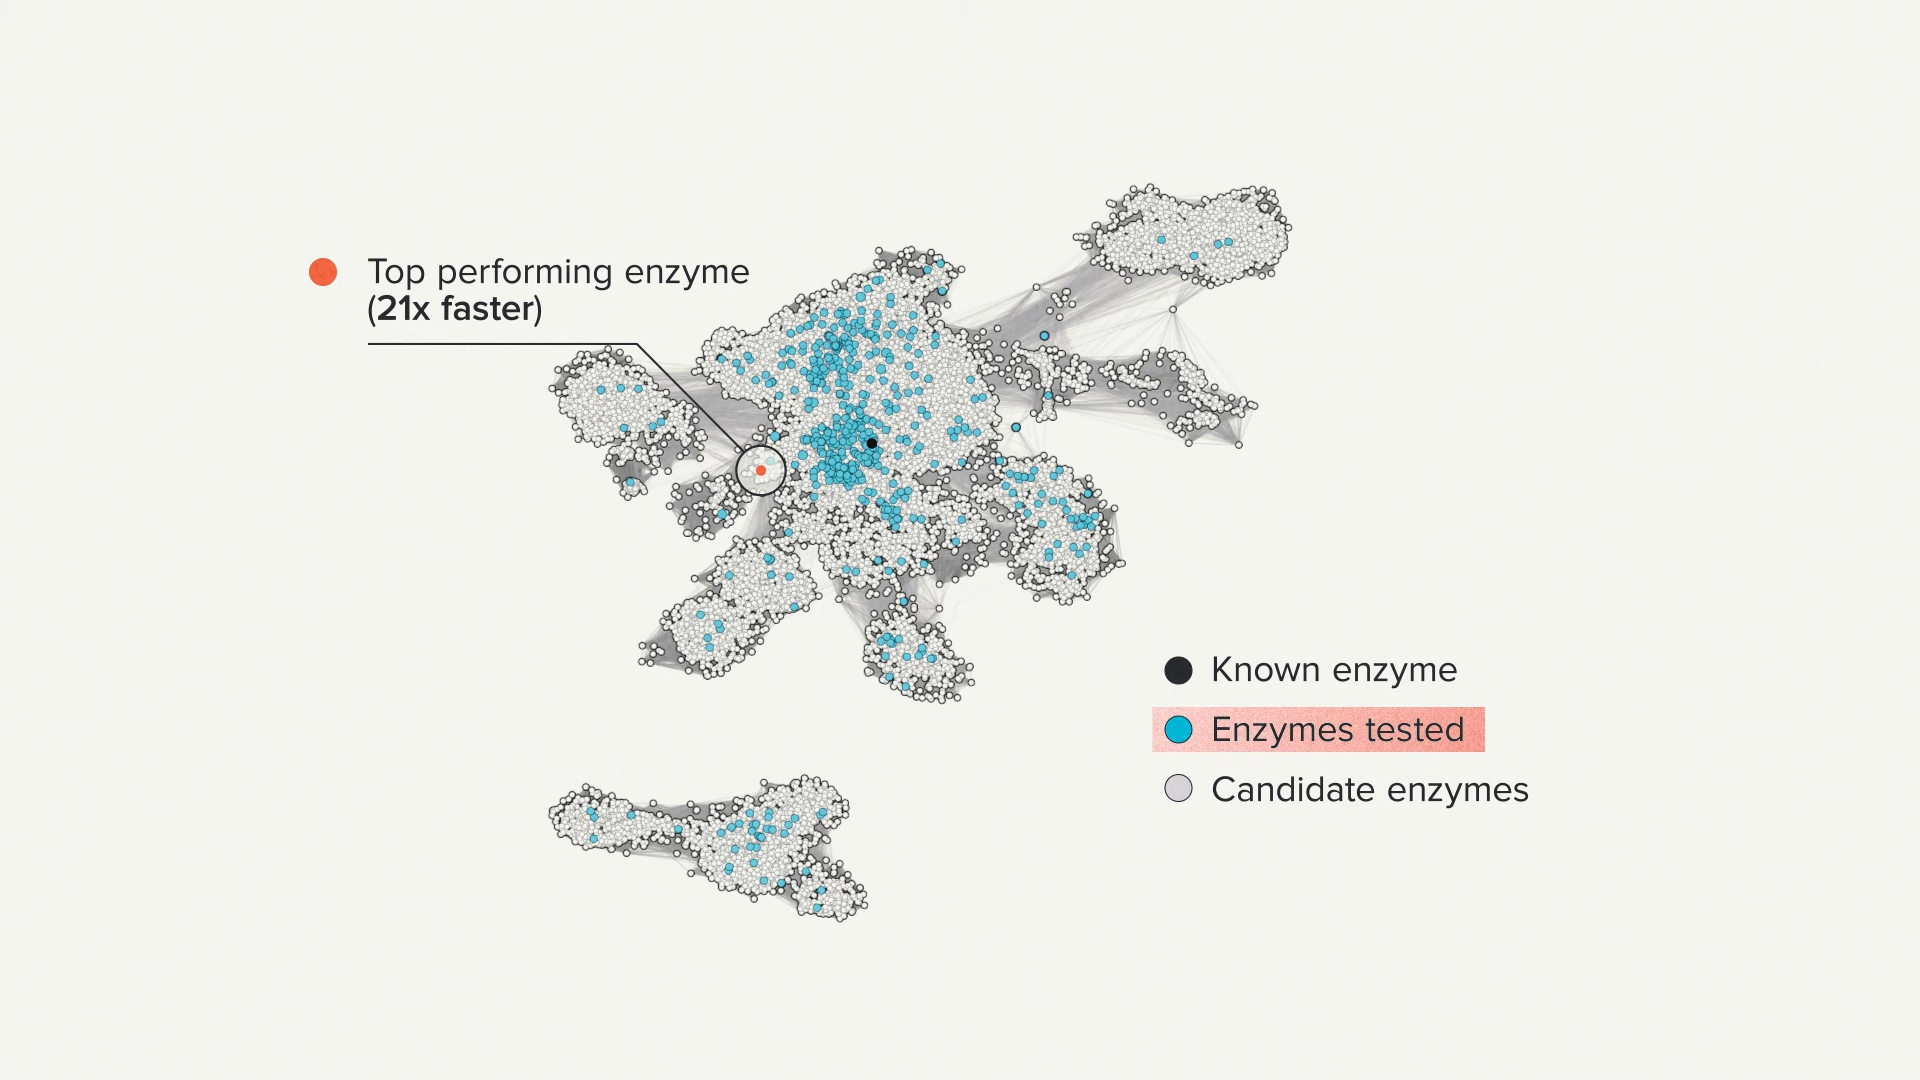 Top performing enzyme
(21x faster)
Known enzyme
Enzymes tested
Candidate enzymes